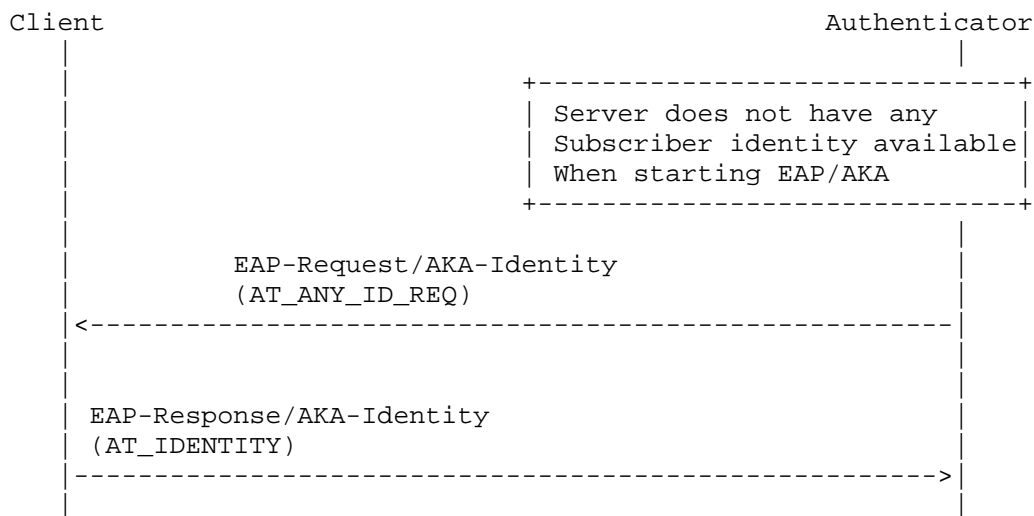 Client Authenticator
Server does not have any
Subscriber identity available
When starting EAP/AKA
EAP-Request/AKA-Identity
(AT_ANY_ID_REQ)
EAP-Response/AKA-Identity
(AT_IDENTITY)